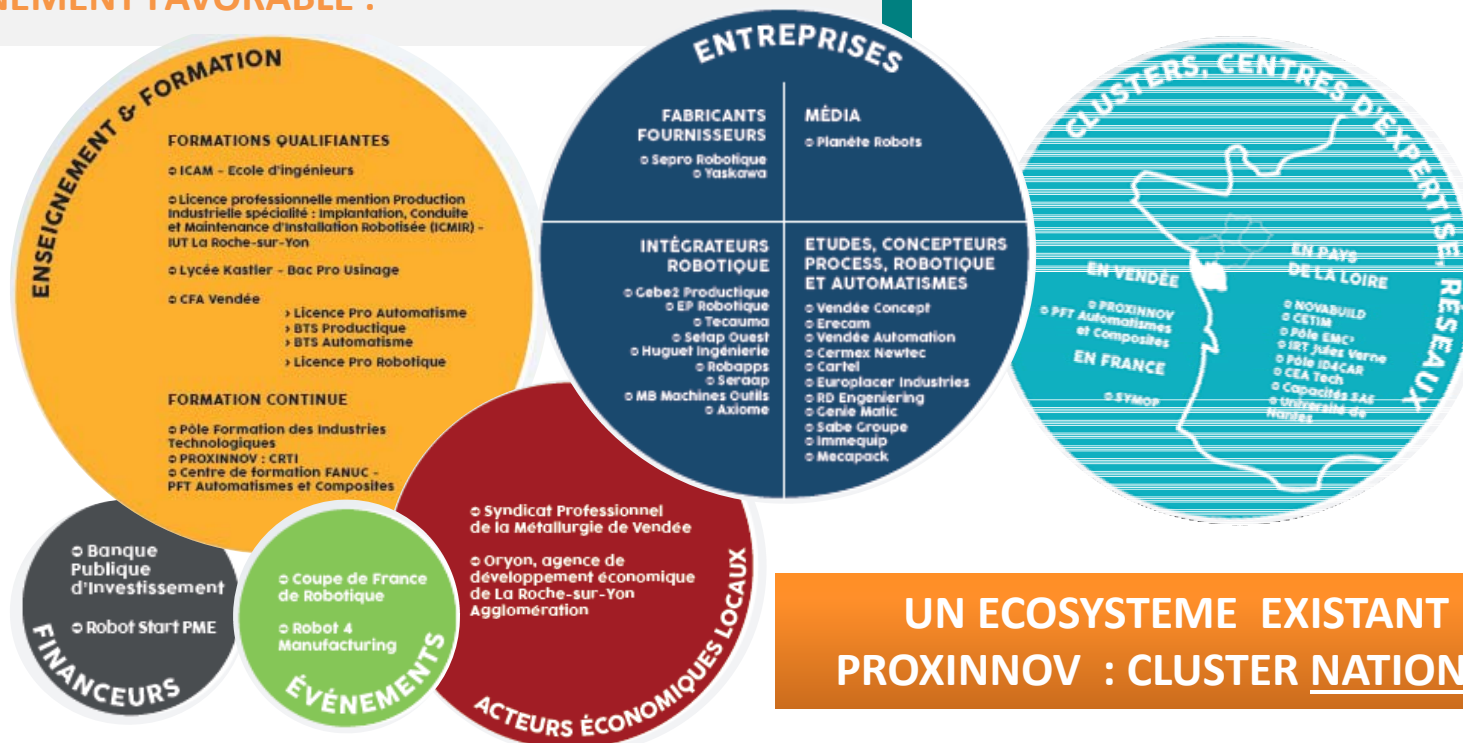 NEMENT FAVORABLE :
ENSEIGNEMENT & FORMATION
FORMATIONS QUALIFIANTES
ICAM - Ecole d'ingénieurs
Licence professionnelle mention Production
Industrielle spécialité : Implantation, Conduite
et Maintenance d'Installation Robotisée (ICMIR) -
IUT La Roche-sur-Yon
Lycée Kastler - Bac Pro Usinage
CFA Vendée
> Licence Pro Automatisme
> BTS Productique
> BTS Automatisme
> Licence Pro Robotique
FORMATION CONTINUE
Pôle Formation des Industries
Technologiques
PROXINNOV : CRTI
Centre de formation FANUC -
PFT Automatismes et Composites
ENTREPRISES
FABRICANTS
FOURNISSEURS
Sepro Robotique
Yaskawa
MÉDIA
Planète Robots
INTÉGRATEURS
ROBOTIQUE
Gebe2 Productique
EP Robotique
Tecauma
Setap Ouest
Huguet Ingénierie
Robapps
Seraap
MB Machines Outils
Axiome
ETUDES, CONCEPTEURS
PROCESS, ROBOTIQUE
ET AUTOMATISMES
Vendée Concept
Erecam
Vendée Automation
Cermex Newtec
Cartel
Europlacer Industries
RD Engeniering
Genie Matic
Sabe Groupe
Immequip
Mecapack
CLUSTERS, CENTRES D'EXPERTISE, RÉSEAUX
EN VENDÉE
PROXINNOV
PFT Automatismes
et Composites
EN FRANCE
SYMOP
EN PAYS
DE LA LOIRE
NOVABUILD
CETIM
Pôle EMC²
IRT Jules Verne
Pôle ID4CAR
CEA Tech
Capacités SAS
Université de
Nantes
Banque
Publique
d'Investissement
Robot Start PME
FINANCEURS
Coupe de France
de Robotique
Robot 4
Manufacturing
ÉVÉNEMENTS
Syndicat Professionnel
de la Métallurgie de Vendée
Oryon, agence de
développement économique
de La Roche-sur-Yon
Agglomération
ACTEURS ÉCONOMIQUES LOCAUX
UN ECOSYSTEME EXISTANT
PROXINNOV : CLUSTER NATION